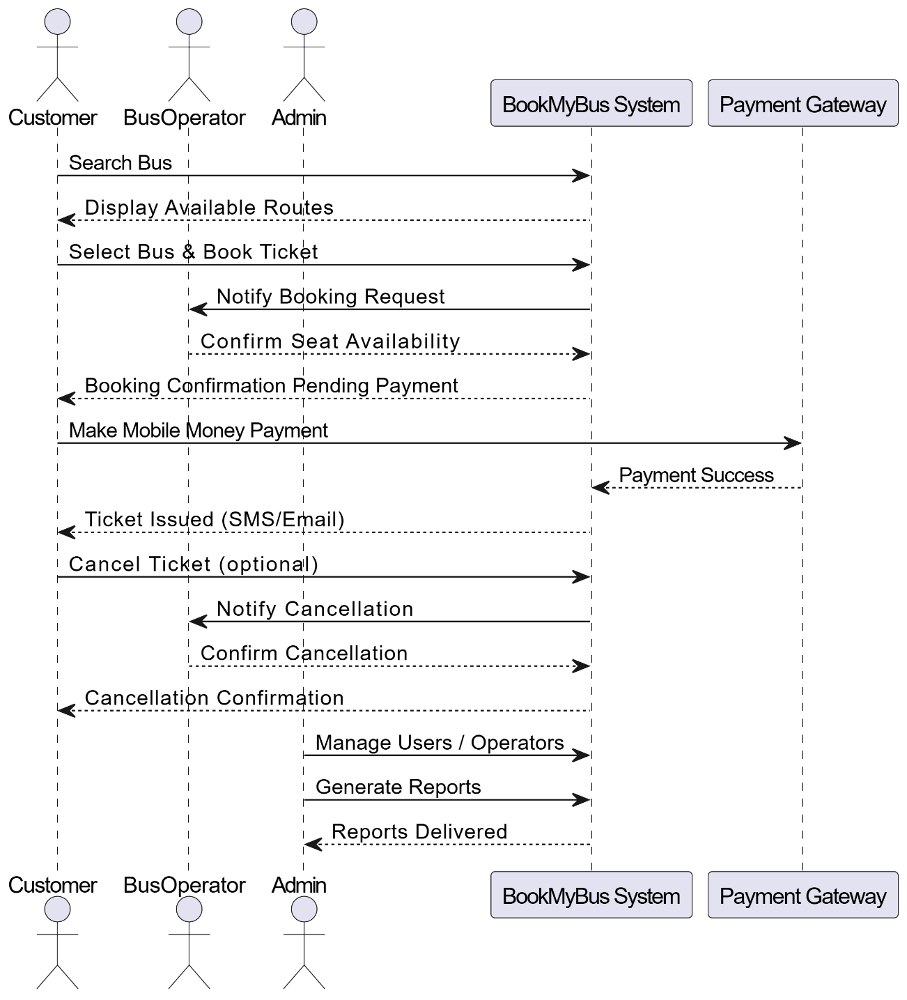 Customer
BusOperator
Admin
BookMyBus System
Payment Gateway
Search Bus
Display Available Routes
Select Bus & Book Ticket
Notify Booking Request
Confirm Seat Availability
Booking Confirmation Pending Payment
Make Mobile Money Payment
Payment Success
Ticket Issued (SMS/Email)
Cancel Ticket (optional)
Notify Cancellation
Confirm Cancellation
Cancellation Confirmation
Manage Users / Operators
Generate Reports
Reports Delivered
Customer
BusOperator
Admin
BookMyBus System
Payment Gateway